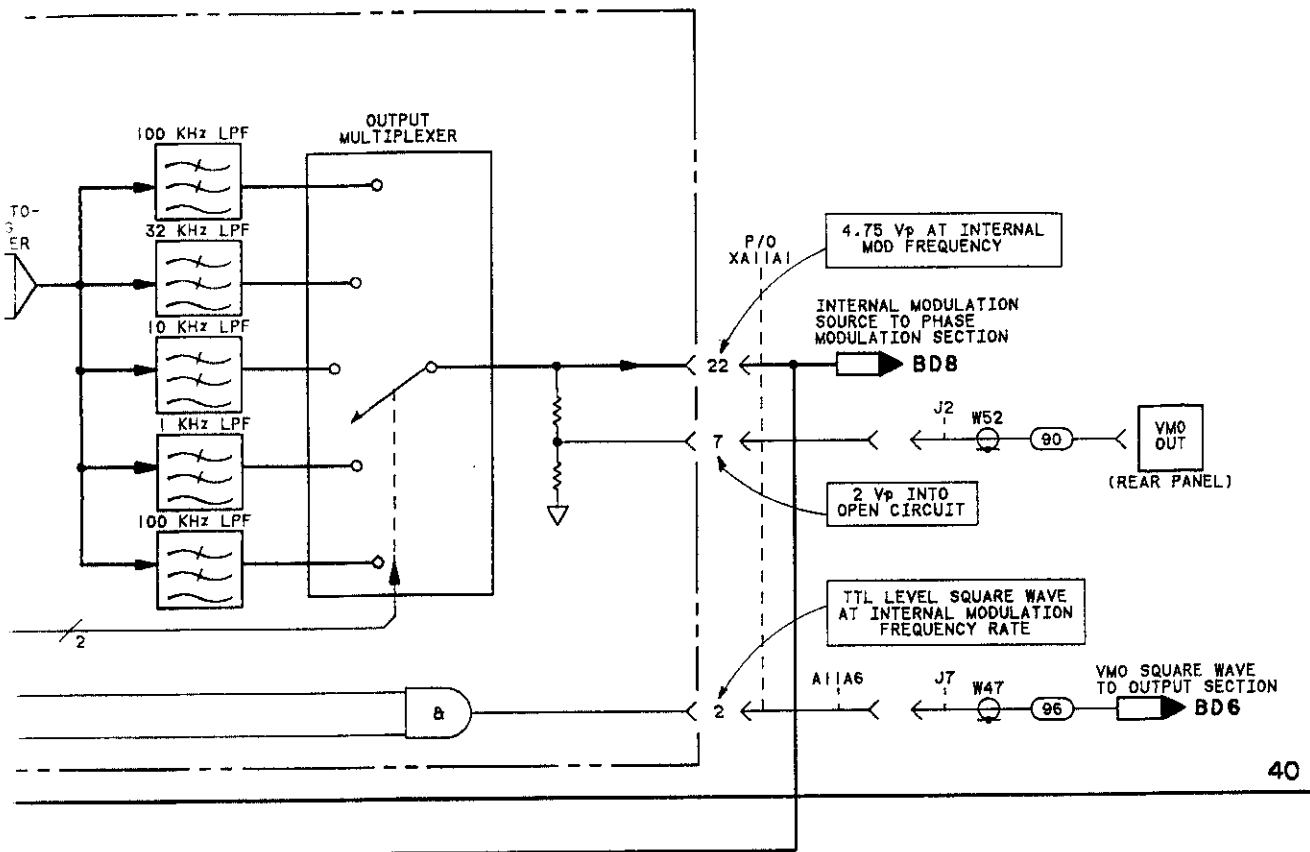 100 KHz LPF
OUTPUT
MULTIPLEXER
TO-
ER
32 KHz LPF
10 KHz LPF
1 KHz LPF
100 KHz LPF
2
&
P/O
XA11A1
4.75 Vp AT INTERNAL
MOD FREQUENCY
INTERNAL MODULATION
SOURCE TO PHASE
MODULATION SECTION
22
BD8
7
J2
W52
90
VMO
OUT
(REAR PANEL)
2 Vp INTO
OPEN CIRCUIT
TTL LEVEL SQUARE WAVE
AT INTERNAL MODULATION
FREQUENCY RATE
2
A11A6
J7
W47
96
VMO SQUARE WAVE
TO OUTPUT SECTION
BD6
40